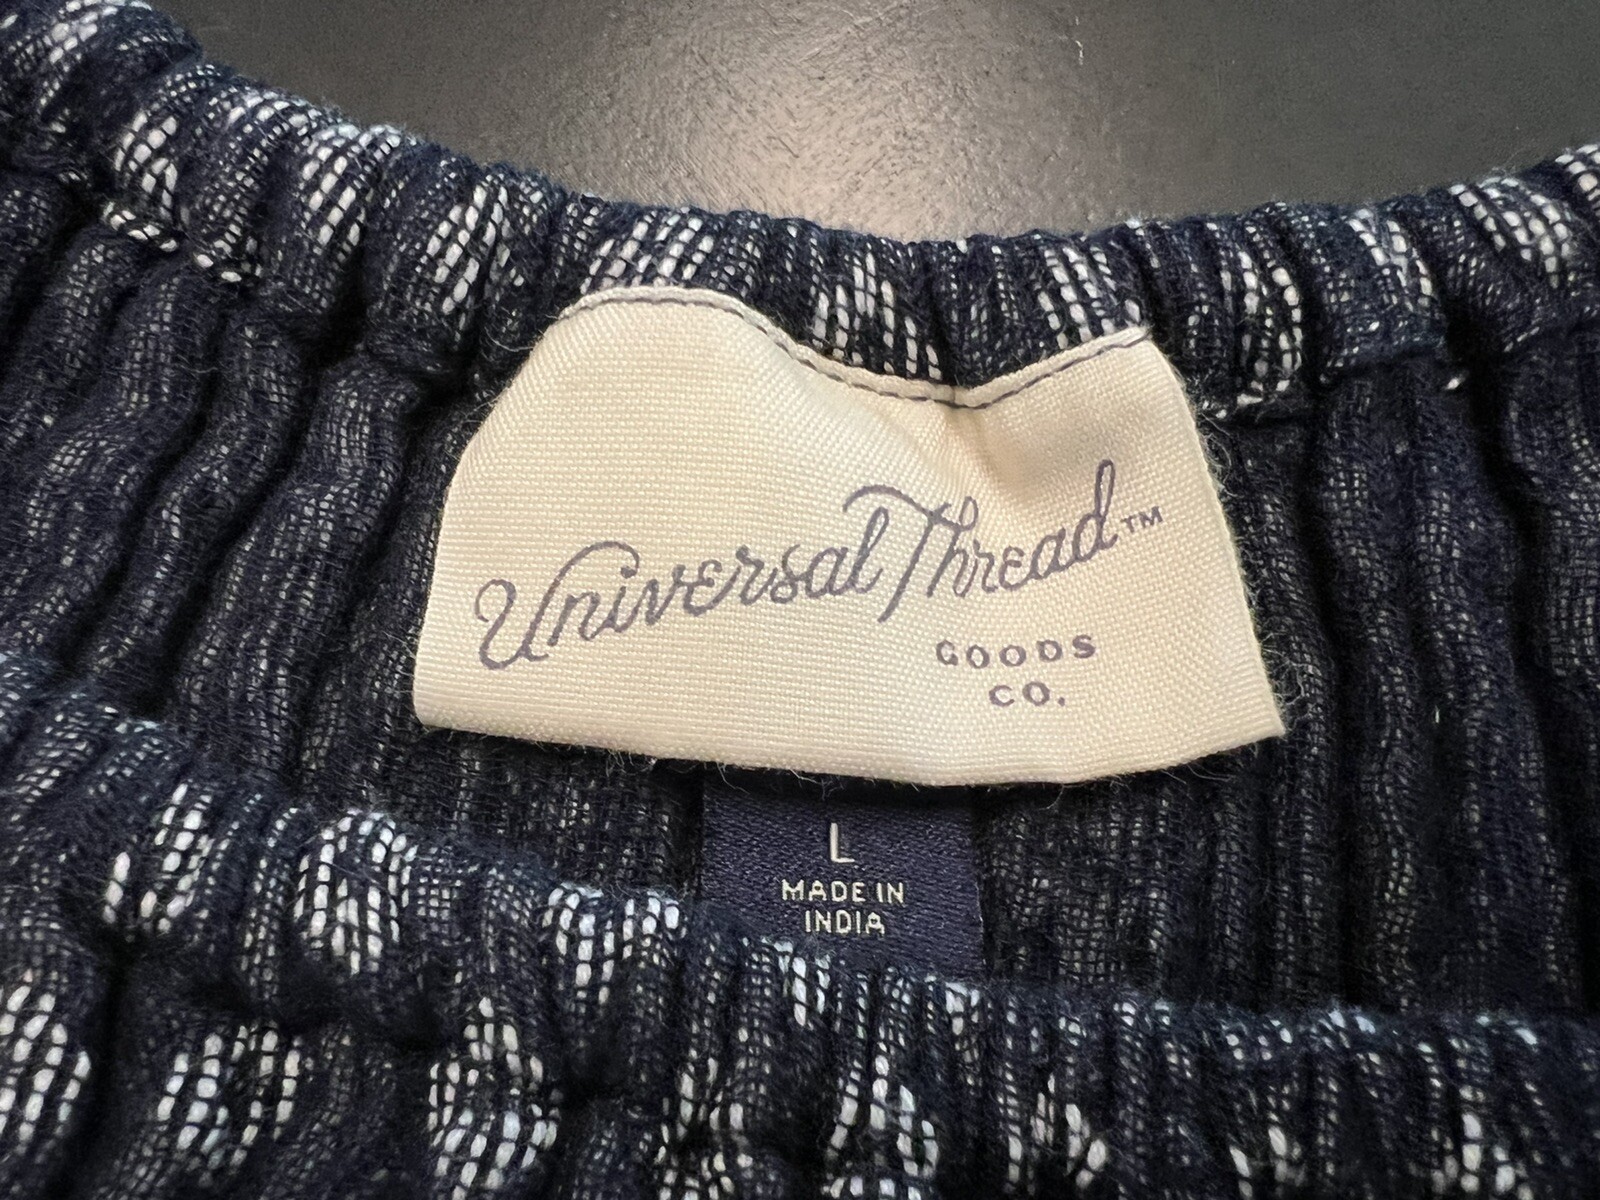 Universal Thread™
GOODS
CO.
L
MADE IN
INDIA